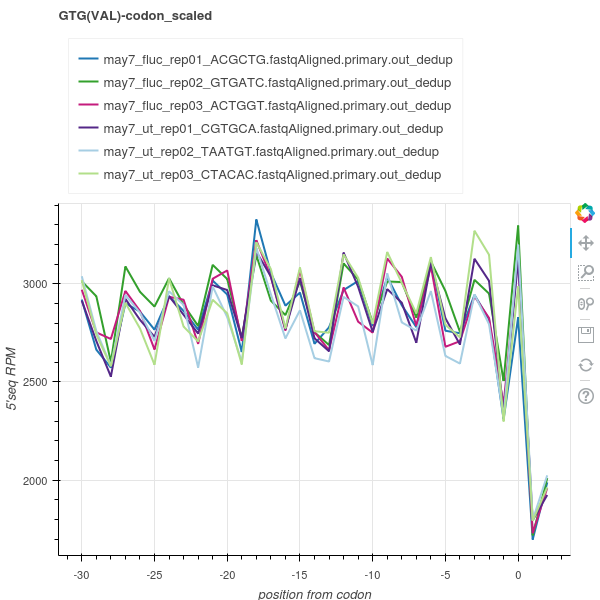 GTG(VAL)-codon_scaled
may7_fluc_rep01_ACGCTG.fastqAligned.primary.out_dedup
may7_fluc_rep02_GTGATC.fastqAligned.primary.out_dedup
may7_fluc_rep03_ACTGGT.fastqAligned.primary.out_dedup
may7_ut_rep01_CGTGCA.fastqAligned.primary.out_dedup
may7_ut_rep02_TAATGT.fastqAligned.primary.out_dedup
may7_ut_rep03_CTACAC.fastqAligned.primary.out_dedup
3000
2500
2000
5'seq RPM
-30 -25 -20 -15 -10 -5 0
position from codon